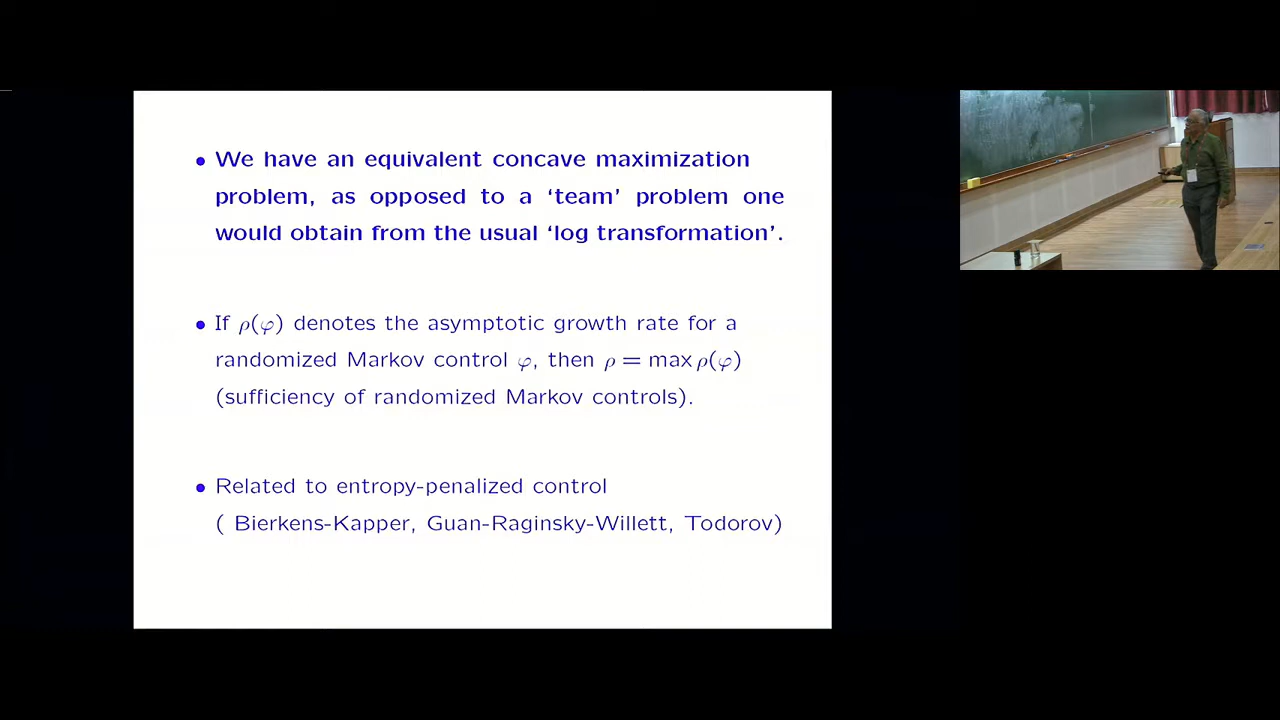 • We have an equivalent concave maximization
problem, as opposed to a ‘team’ problem one
would obtain from the usual ‘log transformation’.
• If ρ(φ) denotes the asymptotic growth rate for a
randomized Markov control φ, then ρ = max ρ(φ)
(sufficiency of randomized Markov controls).
• Related to entropy-penalized control
( Bierkens-Kapper, Guan-Raginsky-Willett, Todorov)